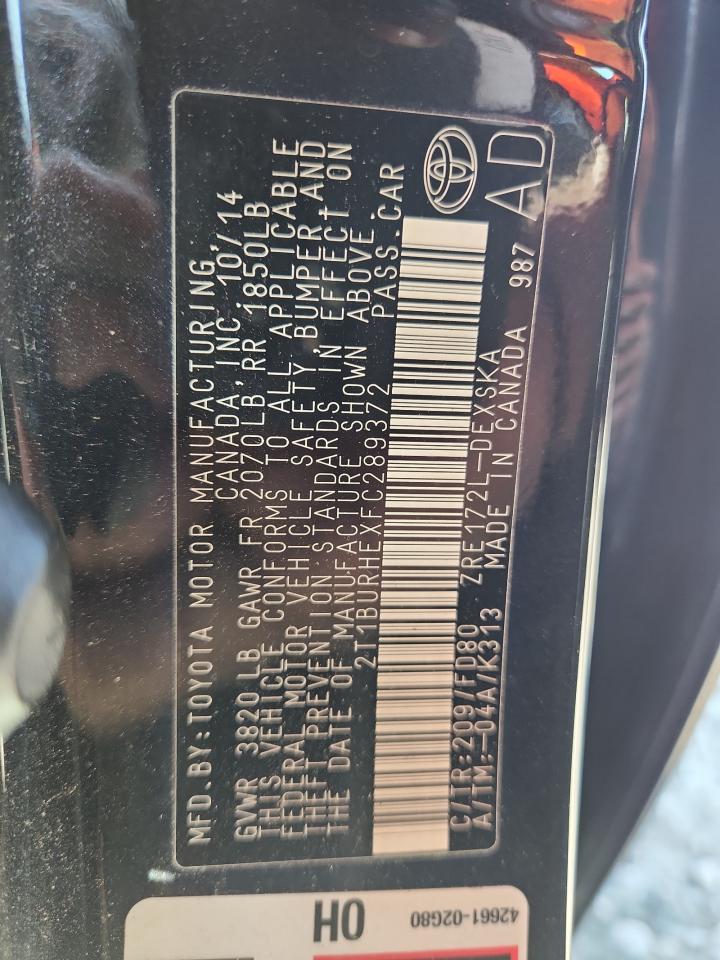 MFD.BY:TOYOTA MOTOR MANUFACTURING,
CANADA,INC 10/14
GVWR 3820LB GAWR FR 2070LB,RR 1850LB
THIS VEHICLE CONFORMS TO ALL APPLICABLE
FEDERAL MOTOR VEHICLE SAFETY, BUMPER AND
THEFT PREVENTION STANDARDS IN EFFECT ON
THE DATE OF MANUFACTURE SHOWN ABOVE.
2T1BURHEXFC289372 PASS.CAR
C/TR:209/FD80 ZRE172L-DEXSKA
A/TM:-04A/K313 MADE IN CANADA 987 AD
OH
42661-02G80